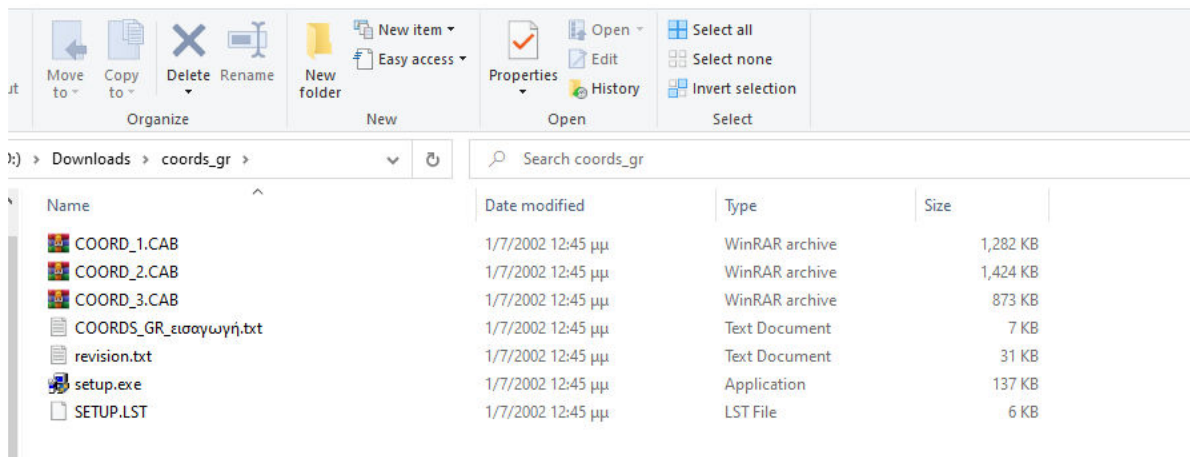 New item
Open
Select all
Easy access
Edit
Select none
Move to
Copy to
Delete
Rename
New folder
Properties
History
Invert selection
Organize
New
Open
Select
Downloads > coords_gr >
Search coords_gr
Name Date modified Type Size
COORD_1.CAB 1/7/2002 12:45 μμ WinRAR archive 1,282 KB
COORD_2.CAB 1/7/2002 12:45 μμ WinRAR archive 1,424 KB
COORD_3.CAB 1/7/2002 12:45 μμ WinRAR archive 873 KB
COORDS_GR_εισαγωγή.txt 1/7/2002 12:45 μμ Text Document 7 KB
revision.txt 1/7/2002 12:45 μμ Text Document 31 KB
setup.exe 1/7/2002 12:45 μμ Application 137 KB
SETUP.LST 1/7/2002 12:45 μμ LST File 6 KB